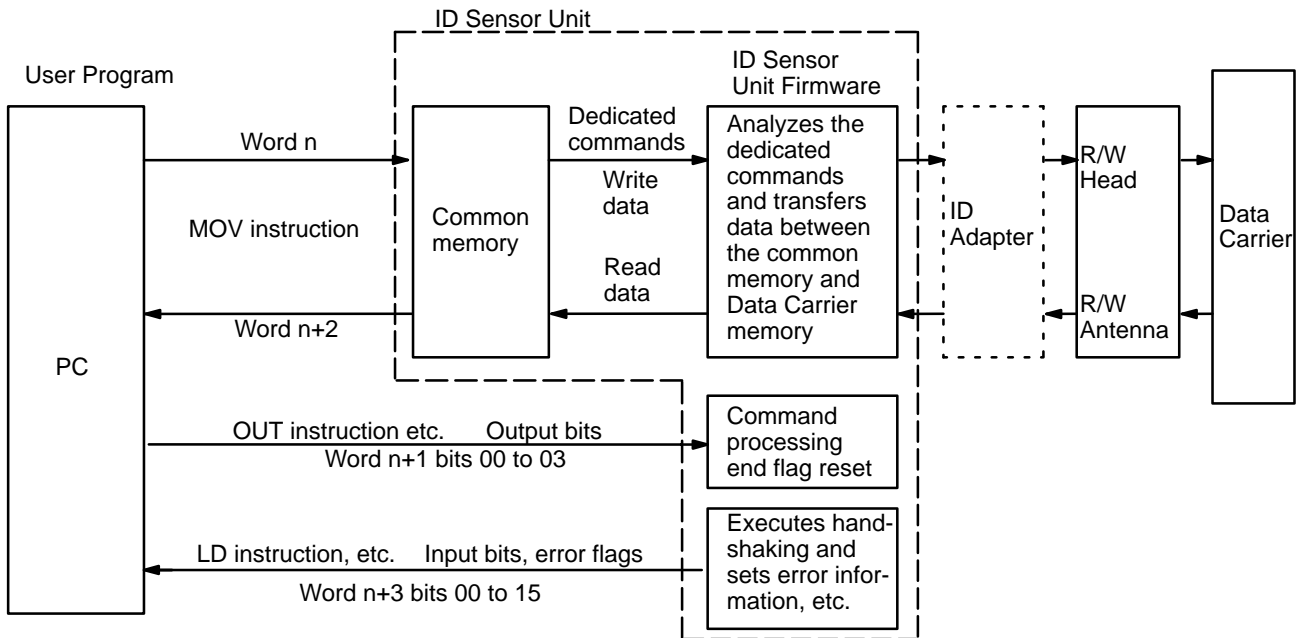 ID Sensor Unit
User Program
ID Sensor
Unit Firmware
Word n
MOV instruction
Word n+2
PC
Common
memory
Dedicated
commands
Write
data
Read
data
Analyzes the
dedicated
commands
and transfers
data between
the common
memory and
Data Carrier
memory
ID
Adapter
R/W
Head
R/W
Antenna
Data
Carrier
OUT instruction etc. Output bits
Word n+1 bits 00 to 03
Command
processing
end flag reset
LD instruction, etc. Input bits, error flags
Word n+3 bits 00 to 15
Executes hand-
shaking and
sets error infor-
mation, etc.